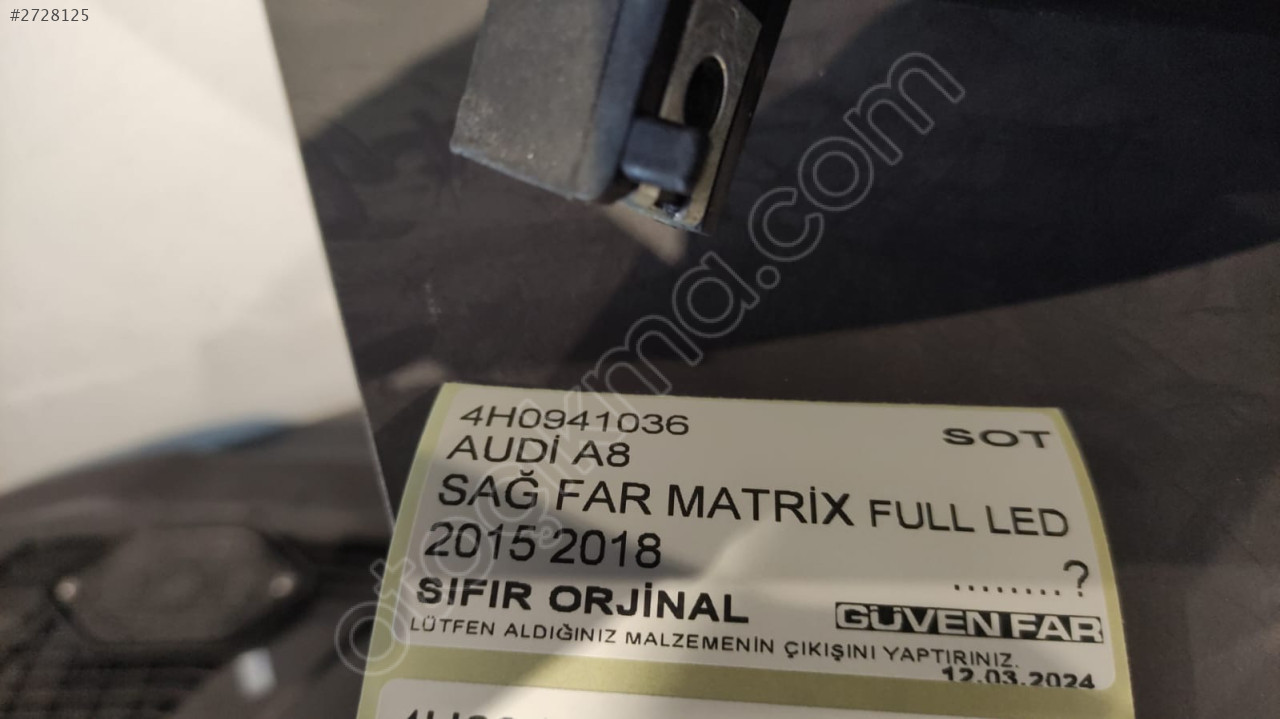 #2728125
otocikma.com
4H0941036
SOT
AUDİ A8
SAĞ FAR MATRİX FULL LED
2015 2018
........?
SIFIR ORJİNAL
GÜVEN FAR
LÜTFEN ALDIĞINIZ MALZEMENİN ÇIKIŞINI YAPTIRINIZ.
12.03.2024